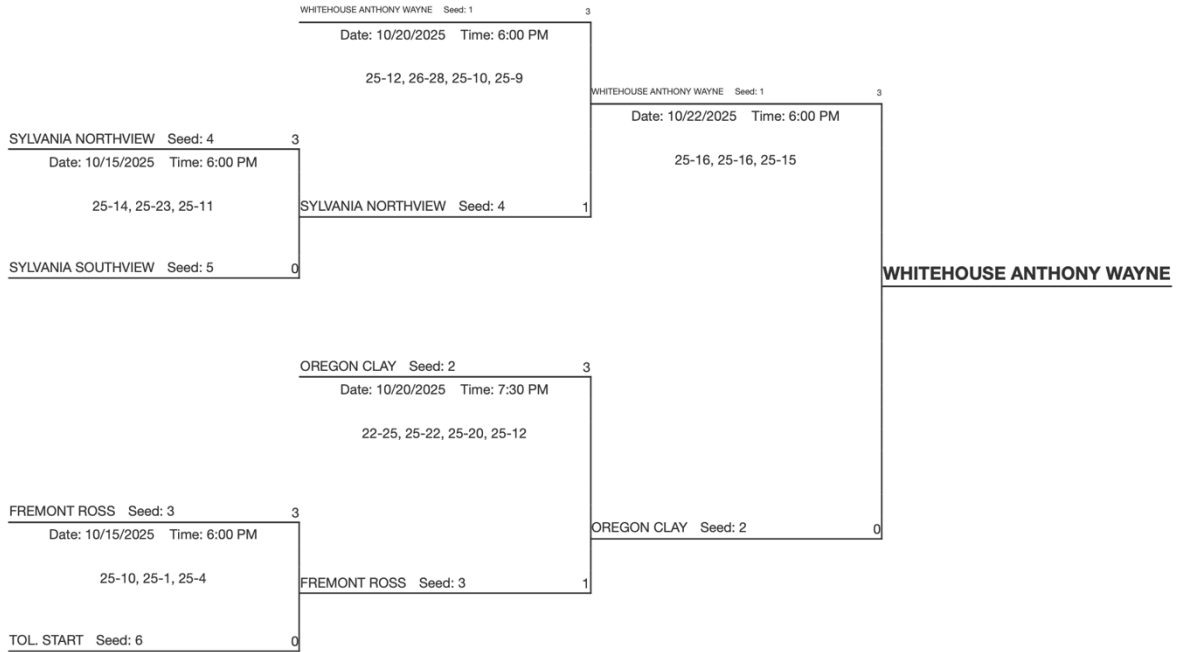 WHITEHOUSE ANTHONY WAYNE Seed: 1 3
Date: 10/20/2025 Time: 6:00 PM
25-12, 26-28, 25-10, 25-9
WHITEHOUSE ANTHONY WAYNE Seed: 1 3
Date: 10/22/2025 Time: 6:00 PM
SYLVANIA NORTHVIEW Seed: 4 3
Date: 10/15/2025 Time: 6:00 PM
25-16, 25-16, 25-15
25-14, 25-23, 25-11
SYLVANIA NORTHVIEW Seed: 4 1
SYLVANIA SOUTHVIEW Seed: 5 0
WHITEHOUSE ANTHONY WAYNE
OREGON CLAY Seed: 2 3
Date: 10/20/2025 Time: 7:30 PM
22-25, 25-22, 25-20, 25-12
FREMONT ROSS Seed: 3 3
OREGON CLAY Seed: 2 0
Date: 10/15/2025 Time: 6:00 PM
25-10, 25-1, 25-4
FREMONT ROSS Seed: 3 1
TOL. START Seed: 6 0